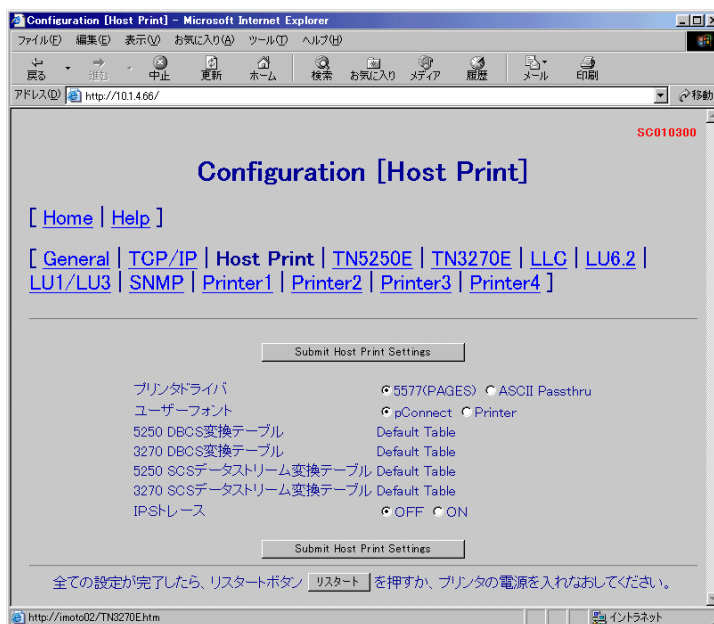 Configuration [Host Print] - Microsoft Internet Explorer
ファイル(F) 編集(E) 表示(V) お気に入り(A) ツール(T) ヘルプ(H)
戻る 進む 中止 更新 ホーム 検索 お気に入り メディア 履歴 メール 印刷
アドレス(D) http://10.1.4.66/ 移動
SC010300
Configuration [Host Print]
[ Home | Help ]
[ General | TCP/IP | Host Print | TN5250E | TN3270E | LLC | LU6.2 |
LU1/LU3 | SNMP | Printer1 | Printer2 | Printer3 | Printer4 ]
Submit Host Print Settings
プリンタドライバ 5577(PAGES) ASCII Passthru
ユーザーフォント pConnect Printer
5250 DBCS変換テーブル Default Table
3270 DBCS変換テーブル Default Table
5250 SCSデータストリーム変換テーブル Default Table
3270 SCSデータストリーム変換テーブル Default Table
IPSトレース OFF ON
Submit Host Print Settings
全ての設定が完了したら、リスタートボタン リスタート を押すか、プリンタの電源を入れなおしてください。
http://imoto02/TN3270E.htm イントラネット